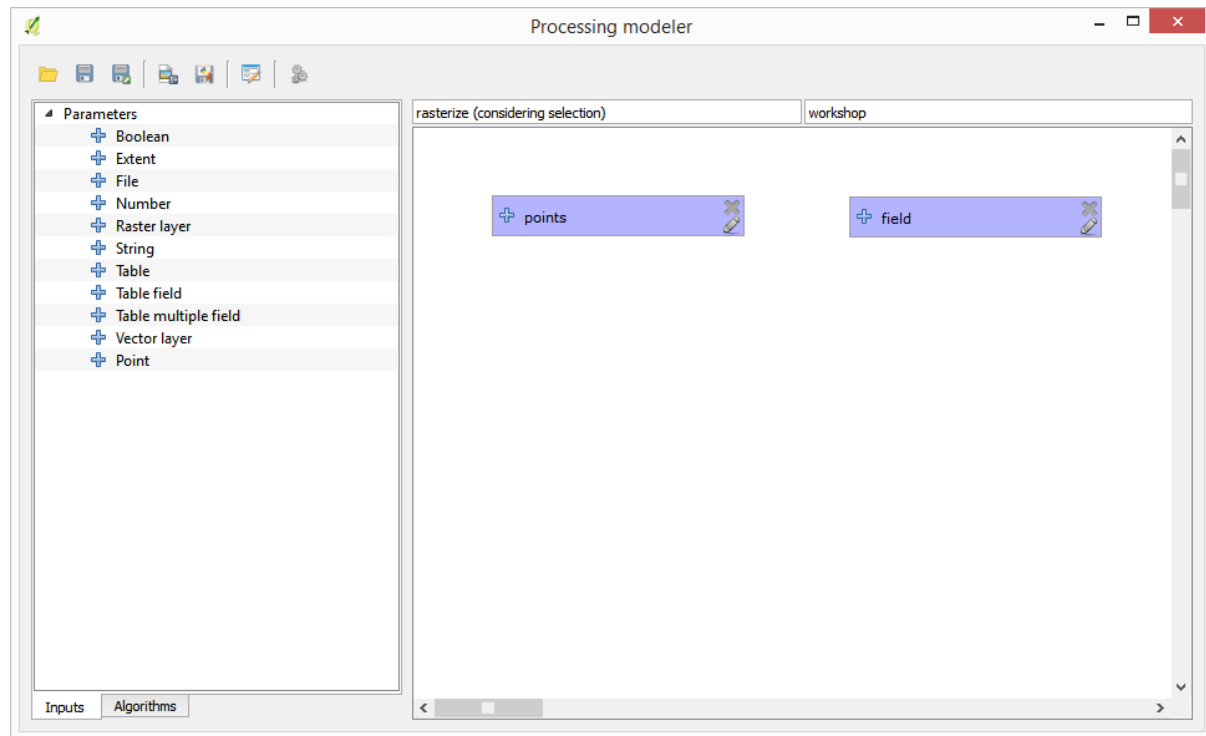 Processing modeler
Parameters
Boolean
Extent
File
Number
Raster layer
String
Table
Table field
Table multiple field
Vector layer
Point
Inputs
Algorithms
rasterize (considering selection)
workshop
points
field